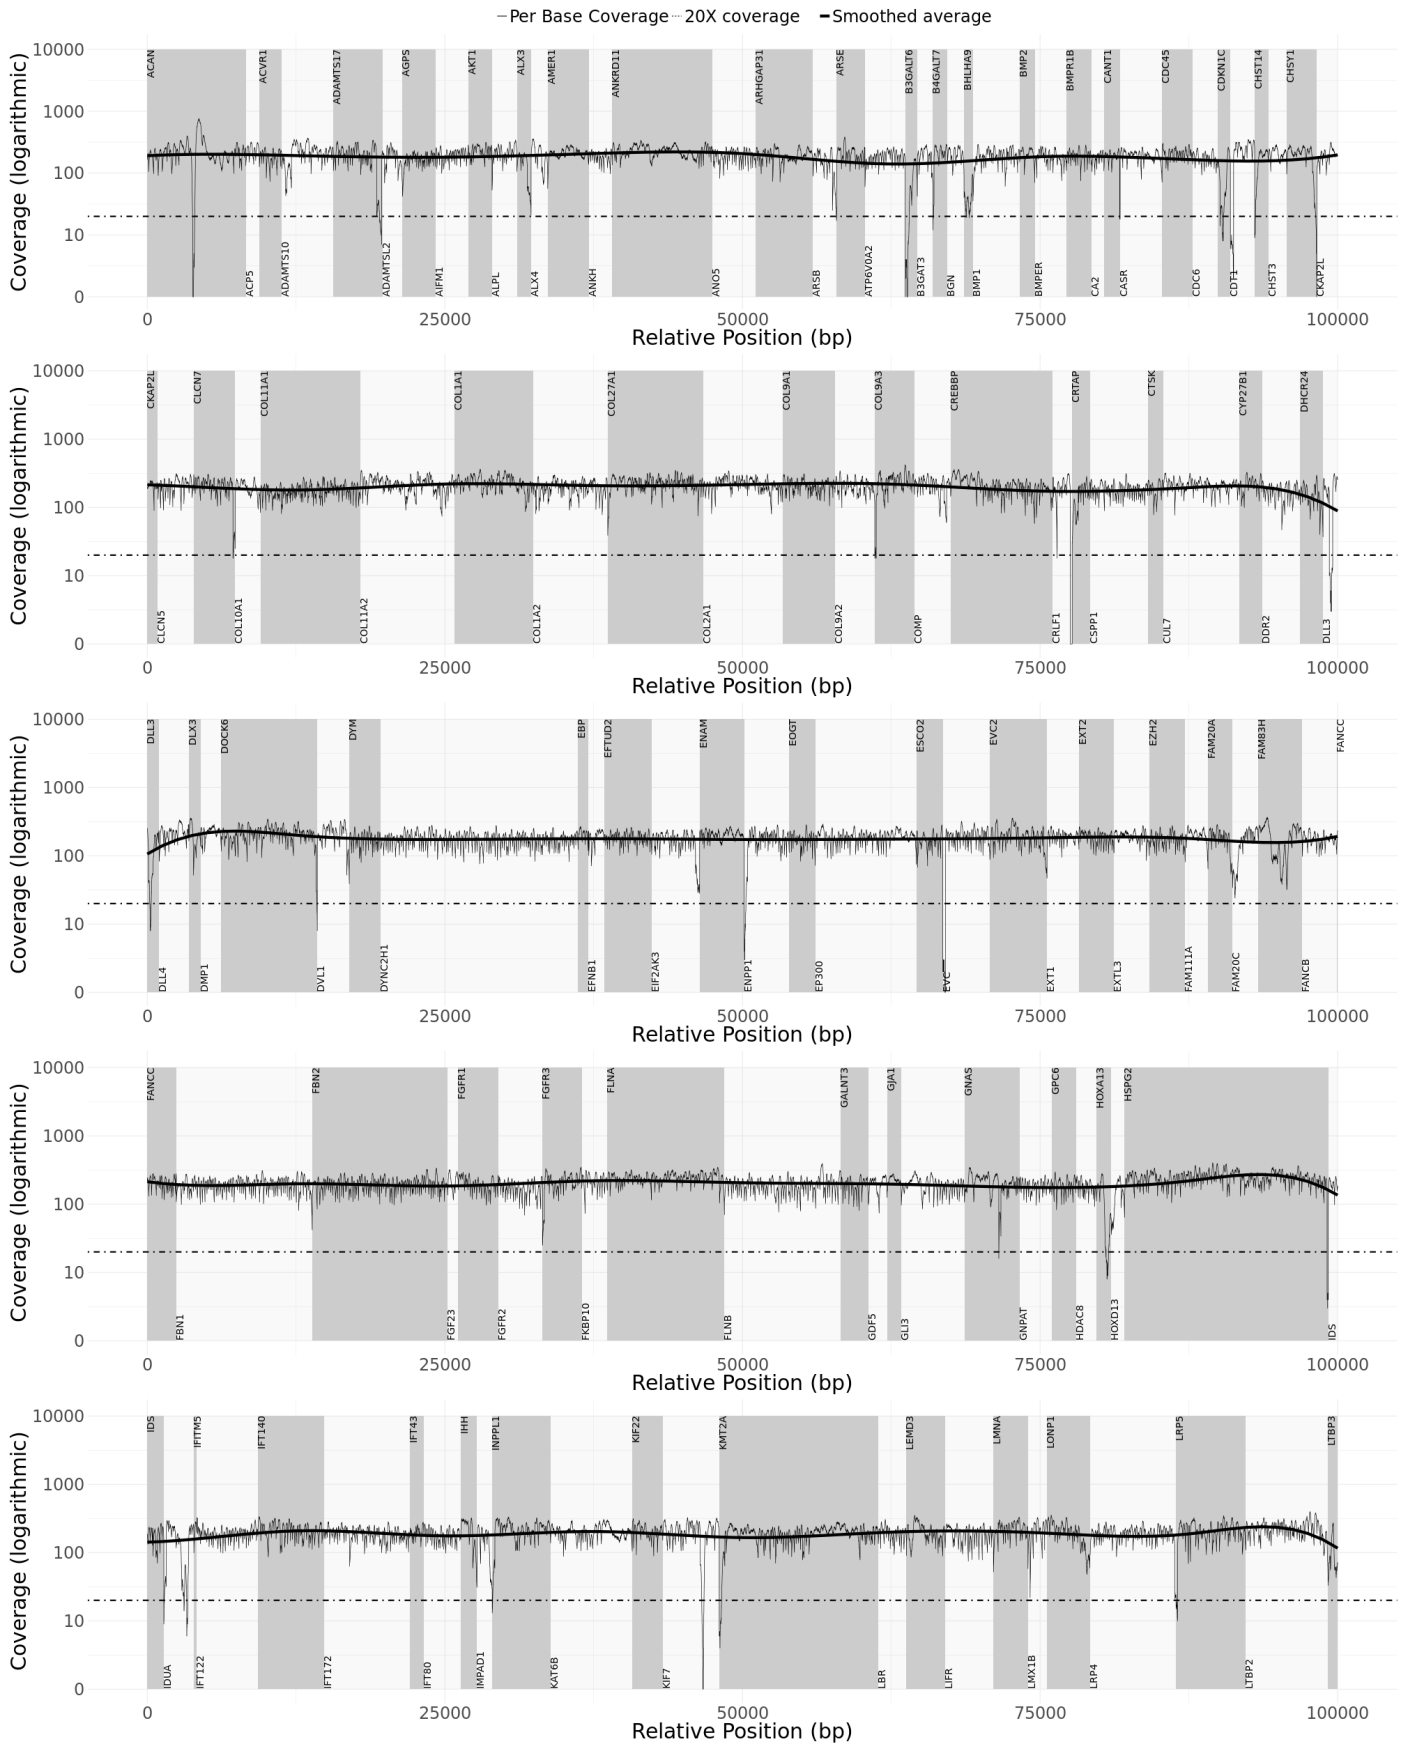 Per Base Coverage 20X coverage Smoothed average
Coverage (logarithmic)
10000
1000
100
10
0
ACAN ACVR1 ADAMTS17 AGPS AKT1 ALX3 AMER1 ANKRD11 ARHGAP31 ARSE B3GALT6 B4GALT7 BHLHA9 BMP2 BMPR1B CANT1 CDC45 CDKN1C CHST14 CHSY1
ACP5 ADAMTS10 ADAMTSL2 AIFM1 ALPL ALX4 ANKH ANO5 ARSB ATP6V0A2 B3GAT3 BGN BMP1 BMPER CA2 CASR CDC6 CDT1 CHST3 CKAP2L
0 25000 50000 75000 100000
Relative Position (bp)
Coverage (logarithmic)
10000
1000
100
10
0
CKAP2L CLCN7 COL11A1 COL1A1 COL27A1 COL9A1 COL9A3 CREBBP CRTAP CTSK CYP27B1 DHCR24
CLCN5 COL10A1 COL11A2 COL1A2 COL2A1 COL9A2 COMP CRLF1 CSPP1 CUL7 DDR2 DLL3
0 25000 50000 75000 100000
Relative Position (bp)
Coverage (logarithmic)
10000
1000
100
10
0
DLL3 DLX3 DOCK6 DYM EBP EFTUD2 ENAM EOGT ESCO2 EVC2 EXT2 EZH2 FAM20A FAM83H FANCC
DLL4 DMP1 DVL1 DYNC2H1 EFNB1 EIF2AK3 ENPP1 EP300 EVC EXT1 EXTL3 FAM111A FAM20C FANCB
0 25000 50000 75000 100000
Relative Position (bp)
Coverage (logarithmic)
10000
1000
100
10
0
FANCC FBN2 FGFR1 FGFR3 FLNA GALNT3 GJA1 GNAS GPC6 HOXA13 HSPG2
FBN1 FGF23 FGFR2 FKBP10 FLNB GDF5 GLI3 GNPAT HDAC8 HOXD13 IDS
0 25000 50000 75000 100000
Relative Position (bp)
Coverage (logarithmic)
10000
1000
100
10
0
IDS IFITM5 IFT140 IFT43 IHH INPPL1 KIF22 KMT2A LEMD3 LMNA LONP1 LRP5 LTBP3
IDUA IFT122 IFT172 IFT80 IMPAD1 KAT6B KIF7 LBR LIFR LMX1B LRP4 LTBP2
0 25000 50000 75000 100000
Relative Position (bp)